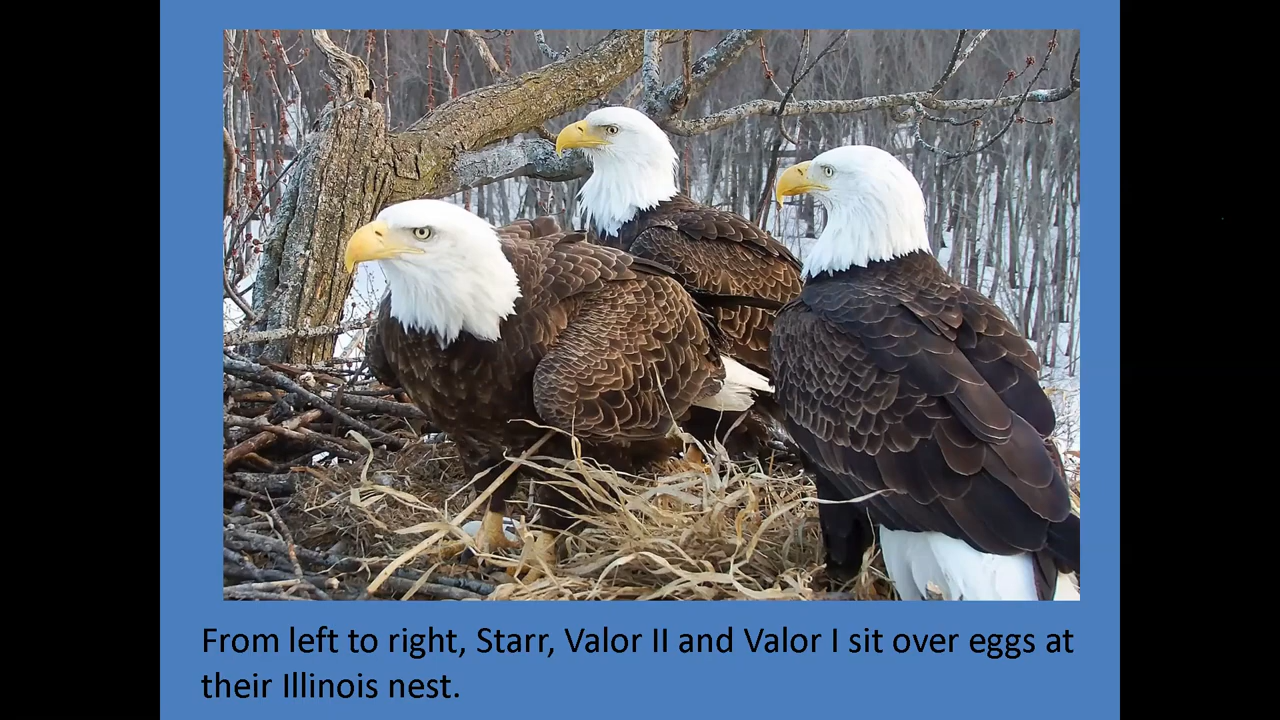 From left to right, Starr, Valor II and Valor I sit over eggs at
their Illinois nest.